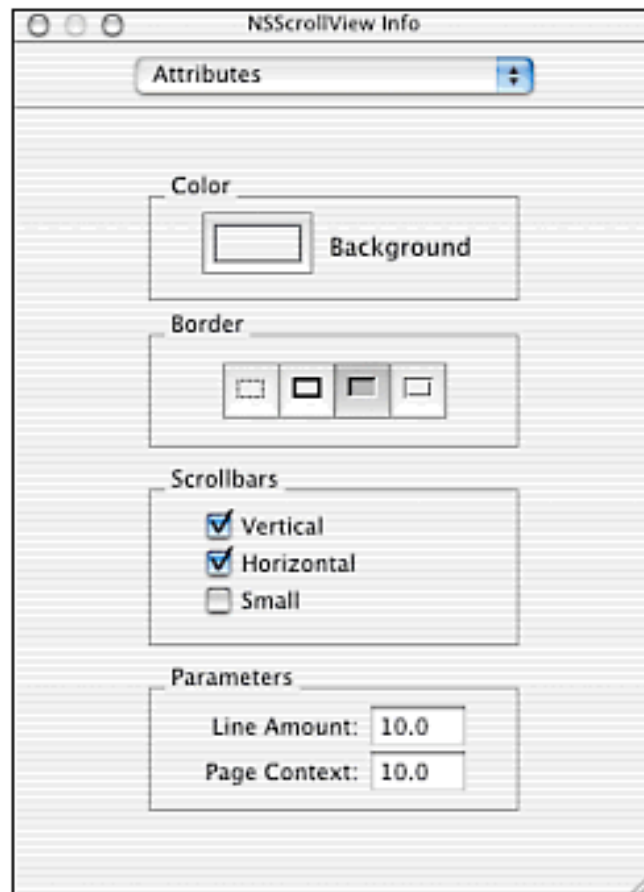 NSScrollView Info
Attributes
Color
Background
Border
Scrollbars
Vertical
Horizontal
Small
Parameters
Line Amount: 10.0
Page Context: 10.0